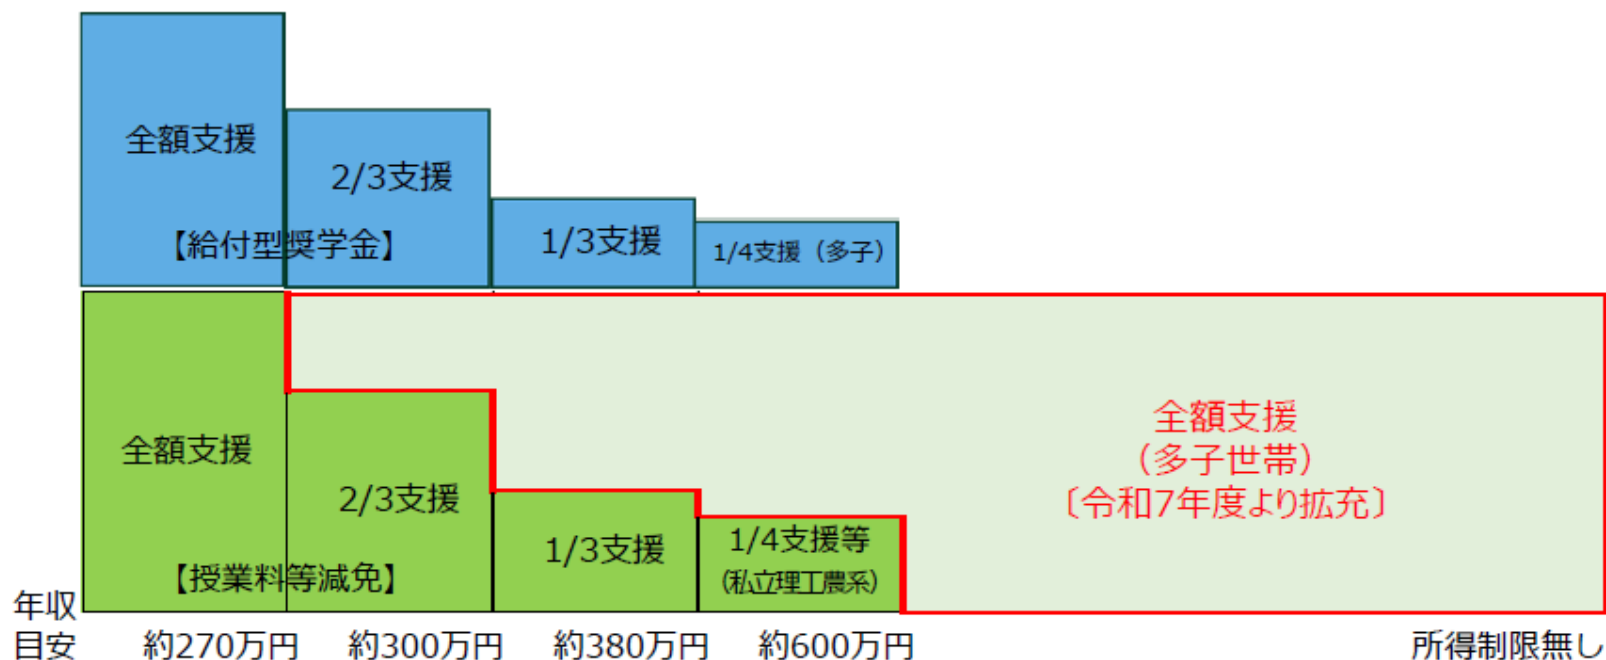 全額支援
2/3支援
【給付型奨学金】
1/3支援
1/4支援（多子）
全額支援
2/3支援
【授業料等減免】
1/3支援
1/4支援等
（私立理工農系）
全額支援
（多子世帯）
〔令和7年度より拡充〕
年収
目安
約270万円
約300万円
約380万円
約600万円
所得制限無し